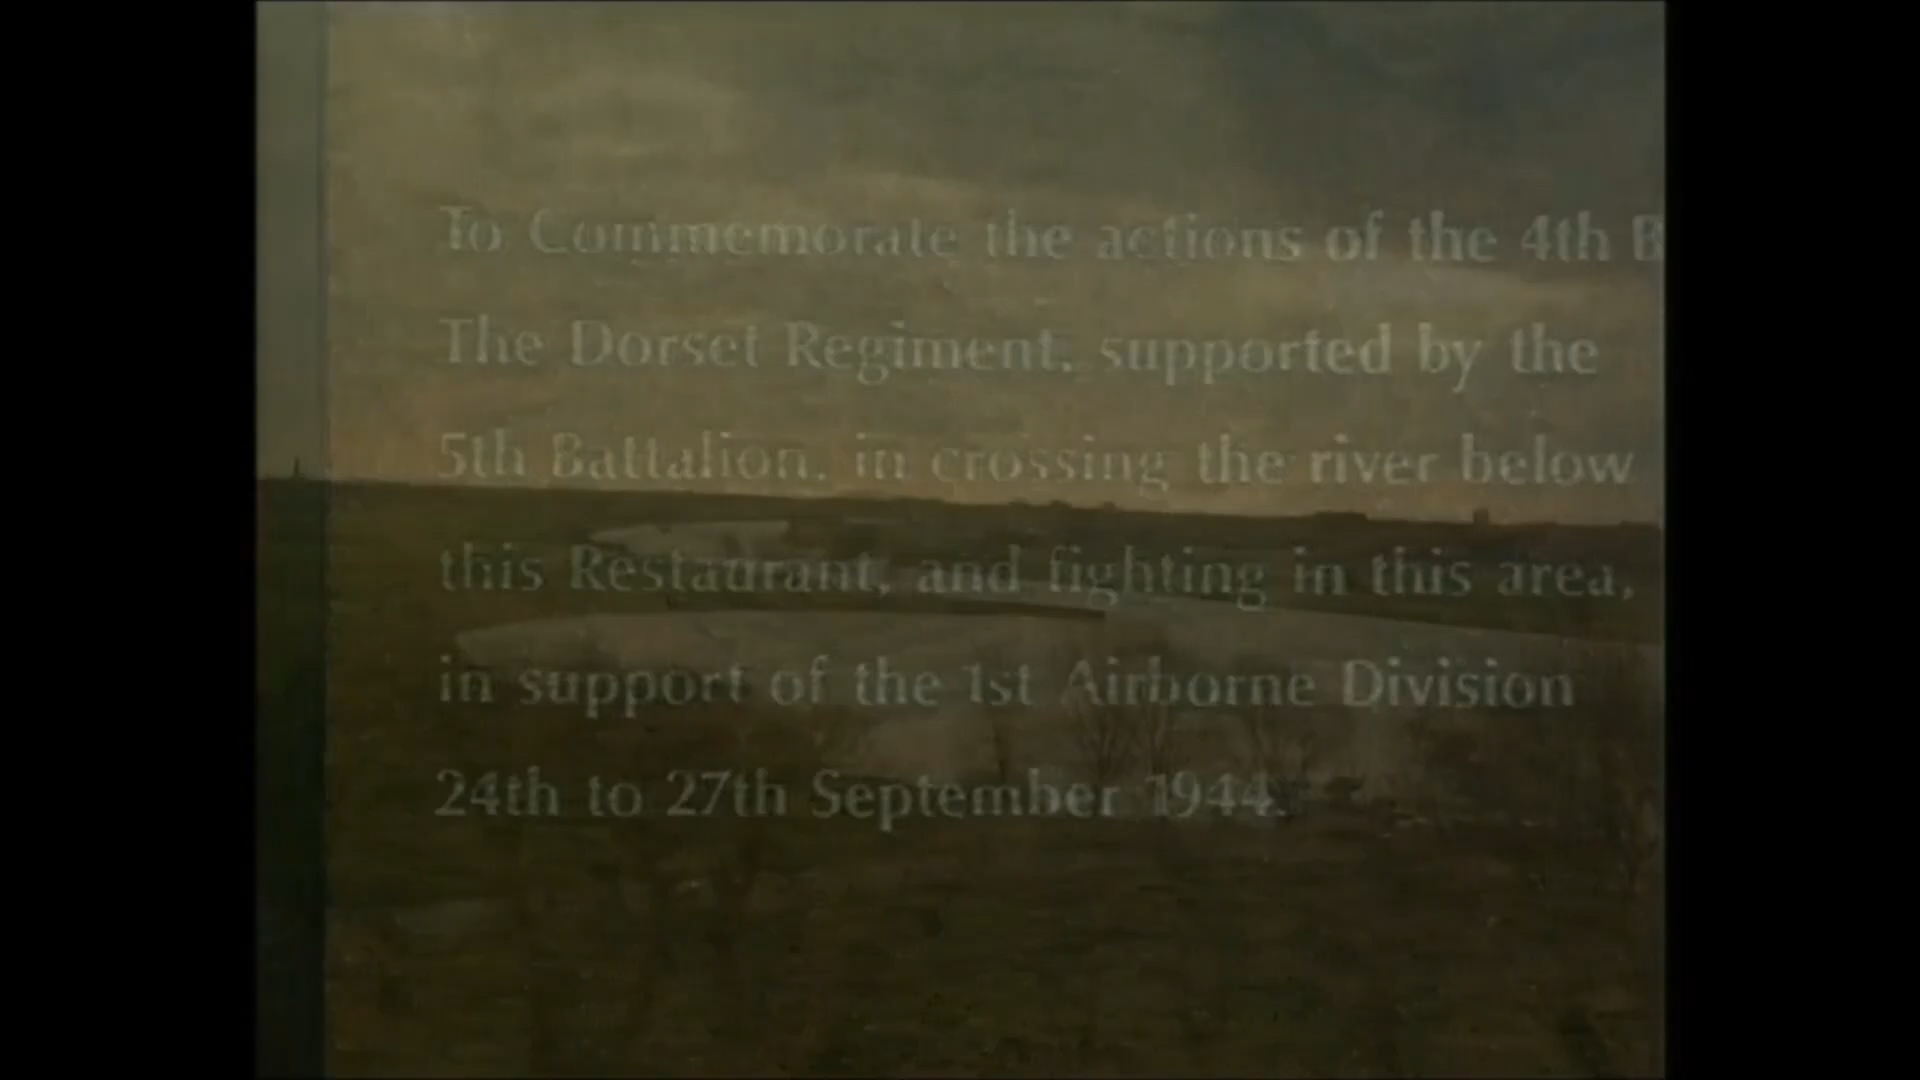 To Commemorate the actions of the 4th B
The Dorset Regiment, supported by the
5th Battalion, in crossing the river below
this Restaurant, and fighting in this area,
in support of the 1st Airborne Division
24th to 27th September 1944.